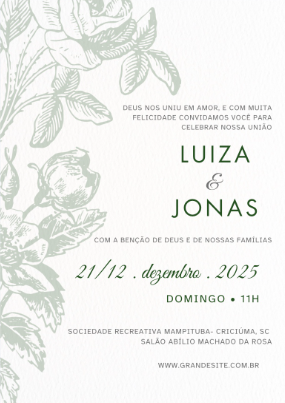 DEUS NOS UNIU EM AMOR, E COM MUITA
FELICIDADE CONVIDAMOS VOCÊ PARA
CELEBRAR NOSSA UNIÃO
LUIZA
&
JONAS
COM A BENÇÃO DE DEUS E DE NOSSAS FAMÍLIAS
21/12 . dezembro . 2025
DOMINGO • 11H
SOCIEDADE RECREATIVA MAMPITUBA- CRICIÚMA, SC
SALÃO ABÍLIO MACHADO DA ROSA
WWW.GRANDESITE.COM.BR